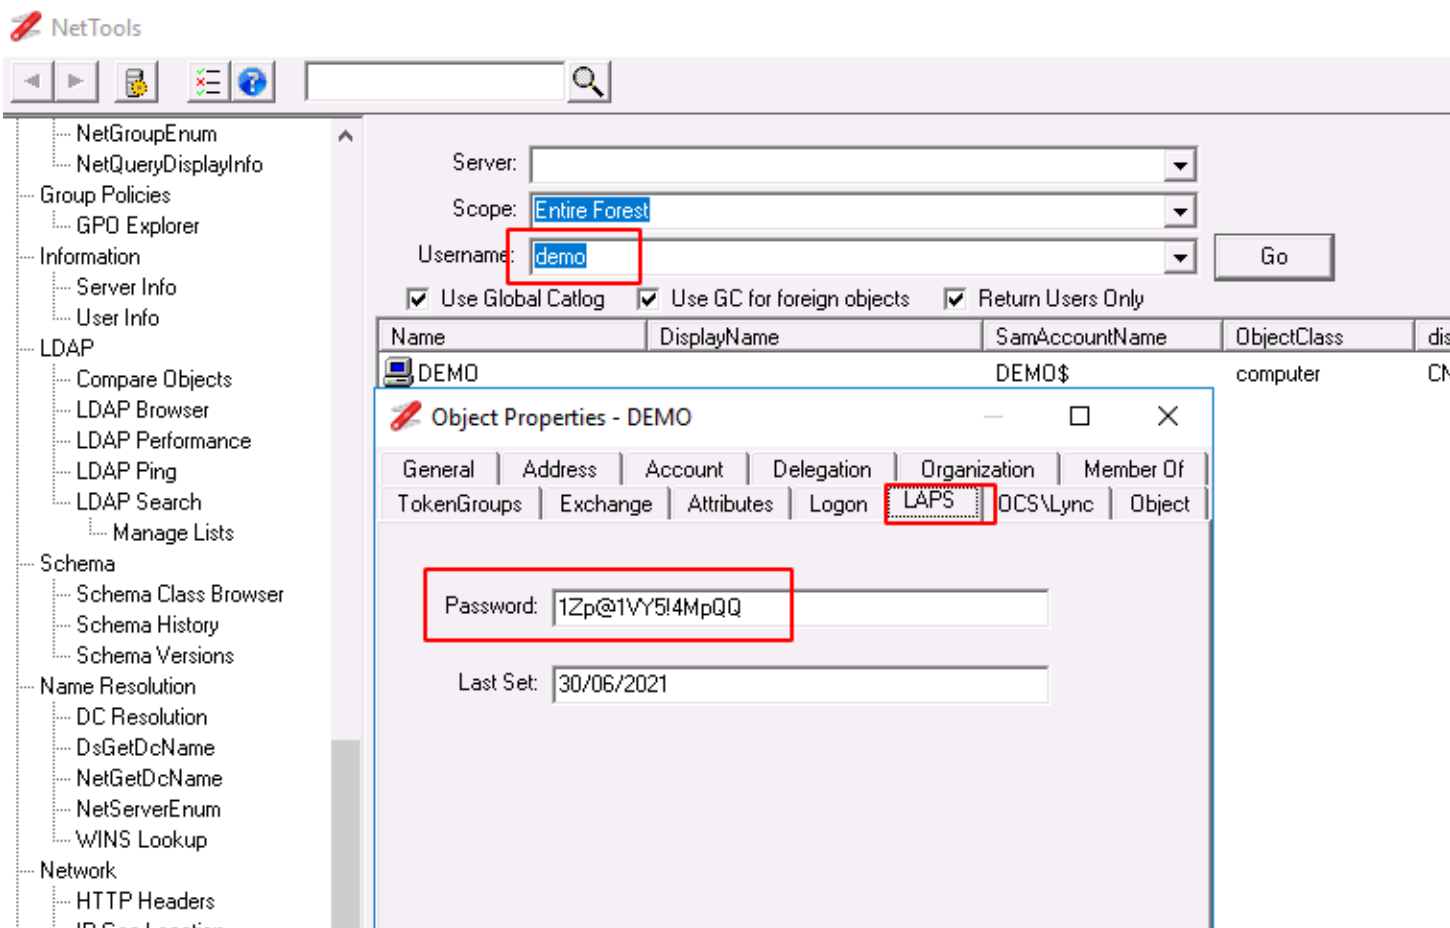 NetTools
NetGroupEnum
NetQueryDisplayInfo
Group Policies
GPO Explorer
Information
Server Info
User Info
LDAP
Compare Objects
LDAP Browser
LDAP Performance
LDAP Ping
LDAP Search
Manage Lists
Schema
Schema Class Browser
Schema History
Schema Versions
Name Resolution
DC Resolution
DsGetDcName
NetGetDcName
NetServerEnum
WINS Lookup
Network
HTTP Headers
Server:
Scope: Entire Forest
Username: demo Go
Use Global Catlog Use GC for foreign objects Return Users Only
Name DisplayName SamAccountName ObjectClass dis
DEMO DEMO$ computer CN
Object Properties - DEMO
General Address Account Delegation Organization Member Of
TokenGroups Exchange Attributes Logon LAPS OCS\Lync Object
Password: 1Zp@1VY5!4MpQQ
Last Set: 30/06/2021